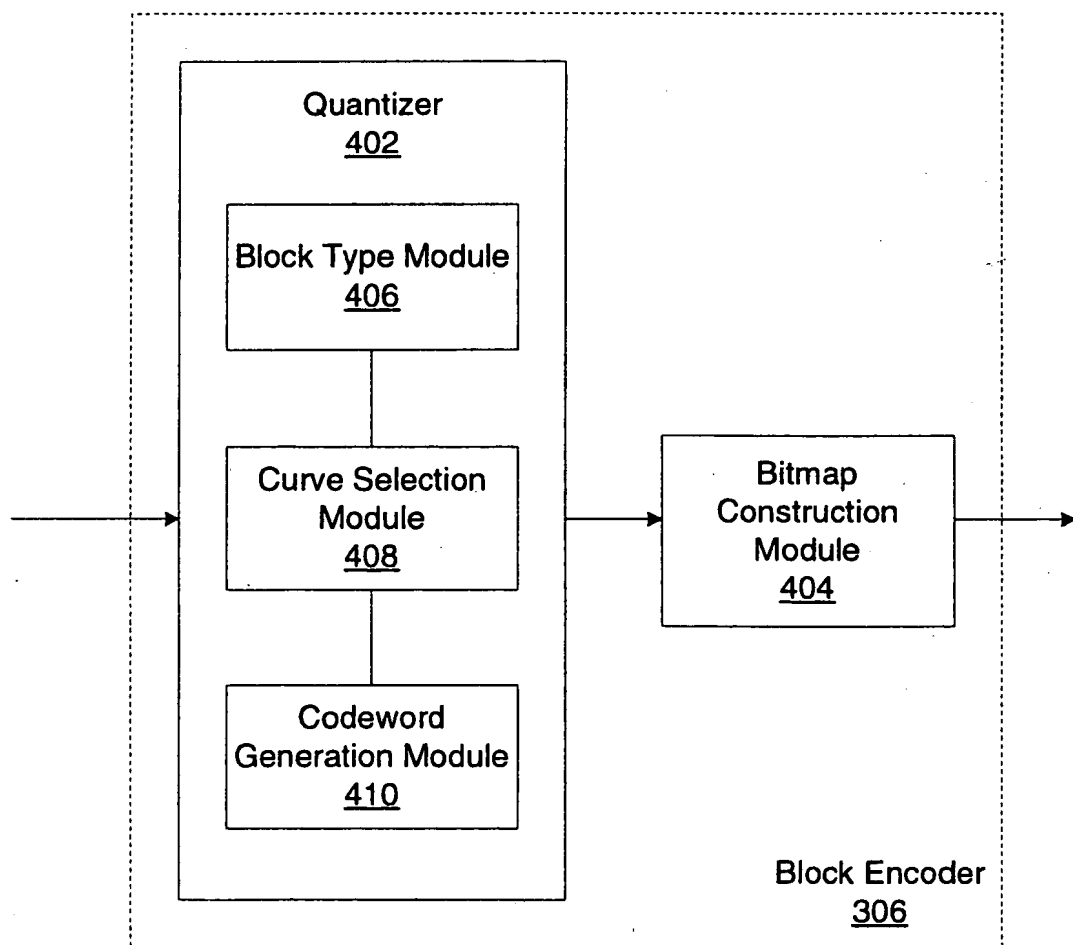 Quantizer
402
Block Type Module
406
Curve Selection
Module
408
Codeword
Generation Module
410
Bitmap
Construction
Module
404
Block Encoder
306